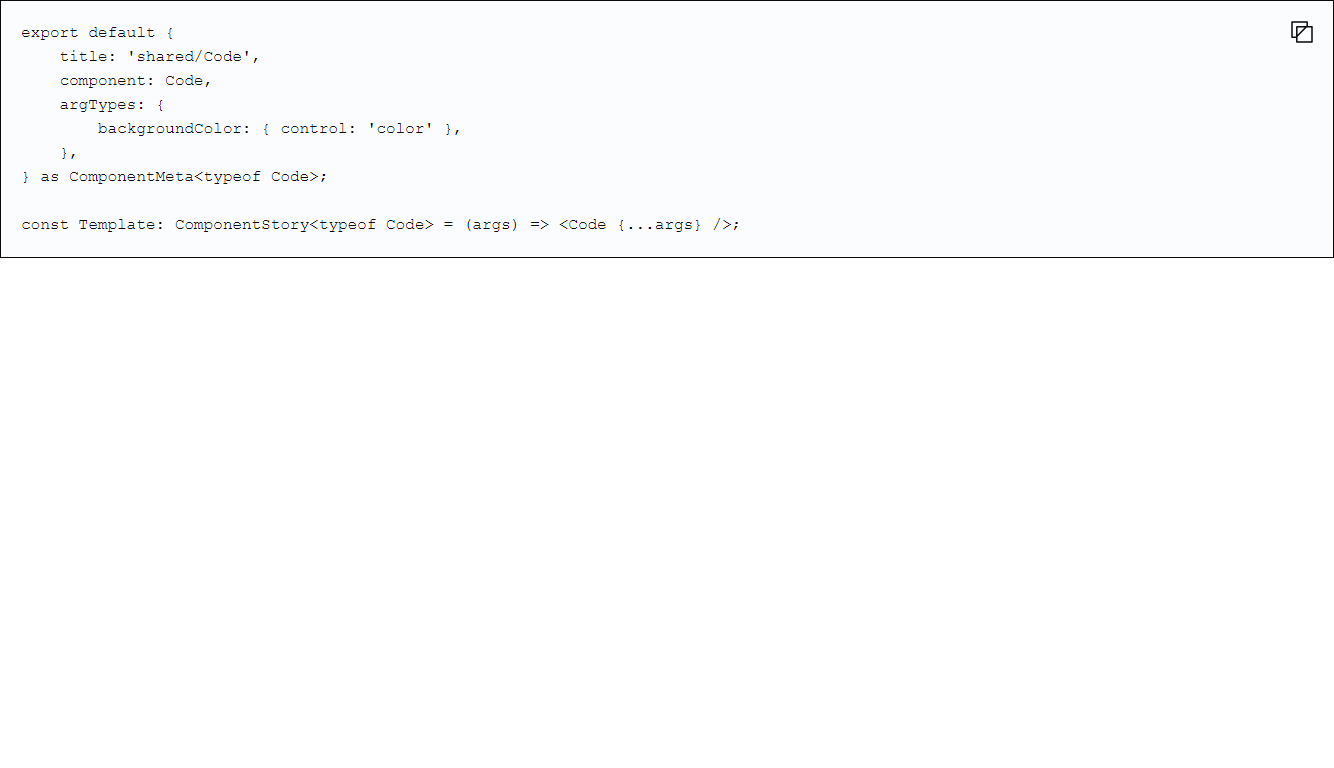 export default {
    title: 'shared/Code',
    component: Code,
    argTypes: {
        backgroundColor: { control: 'color' },
    },
} as ComponentMeta<typeof Code>;

const Template: ComponentStory<typeof Code> = (args) => <Code {...args} />;